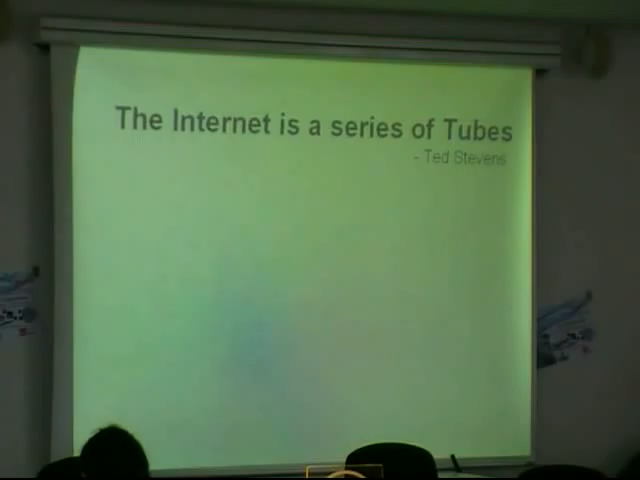 The Internet is a series of Tubes
- Ted Stevens